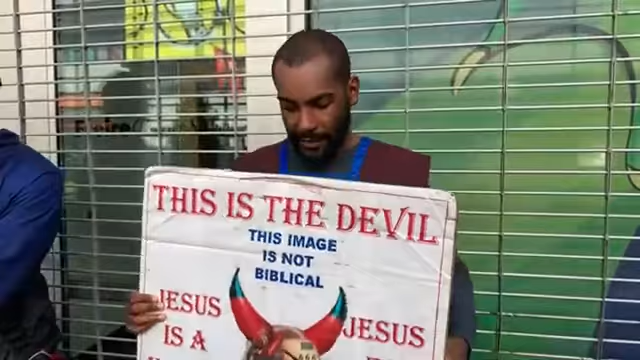 THIS IS THE DEVIL
THIS IMAGE
IS NOT
BIBLICAL
JESUS
IS A
JESUS